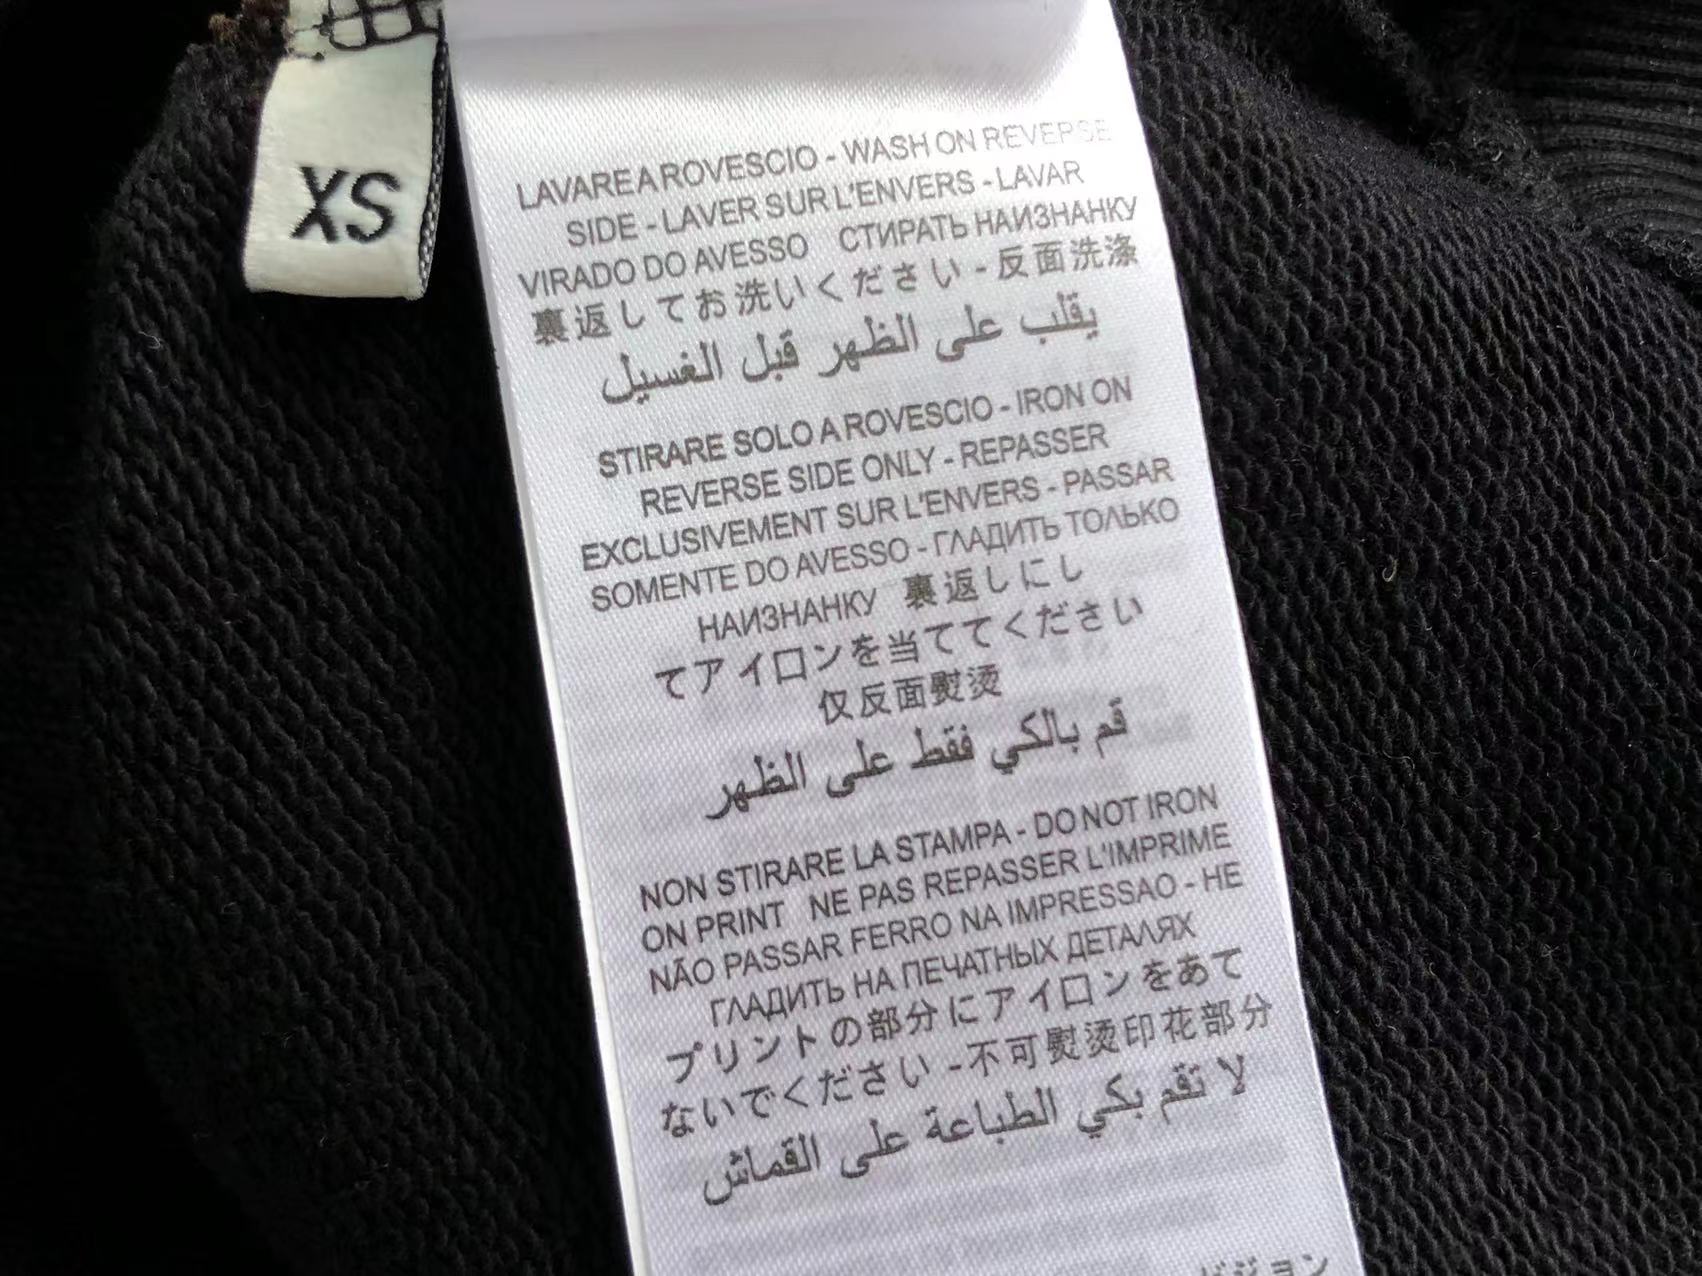 XS
LAVARE A ROVESCIO - WASH ON REVERSE
SIDE - LAVER SUR L'ENVERS - LAVAR
VIRADO DO AVESSO СТИРАТЬ НАИЗНАНКУ
裏返してお洗いください - 反面洗涤
يقلب على الظهر قبل الغسيل
STIRARE SOLO A ROVESCIO - IRON ON
REVERSE SIDE ONLY - REPASSER
EXCLUSIVEMENT SUR L'ENVERS - PASSAR
SOMENTE DO AVESSO - ГЛАДИТЬ ТОЛЬКО
НАИЗНАНКУ 裏返しにし
てアイロンを当ててください
仅反面熨烫
قم بالكي فقط على الظهر
NON STIRARE LA STAMPA - DO NOT IRON
ON PRINT NE PAS REPASSER L'IMPRIME
NÃO PASSAR FERRO NA IMPRESSAO - НЕ
ГЛАДИТЬ НА ПЕЧАТНЫХ ДЕТАЛЯХ
プリントの部分にアイロンをあて
ないでください - 不可熨烫印花部分
لا تقم بكي الطباعة على القماش